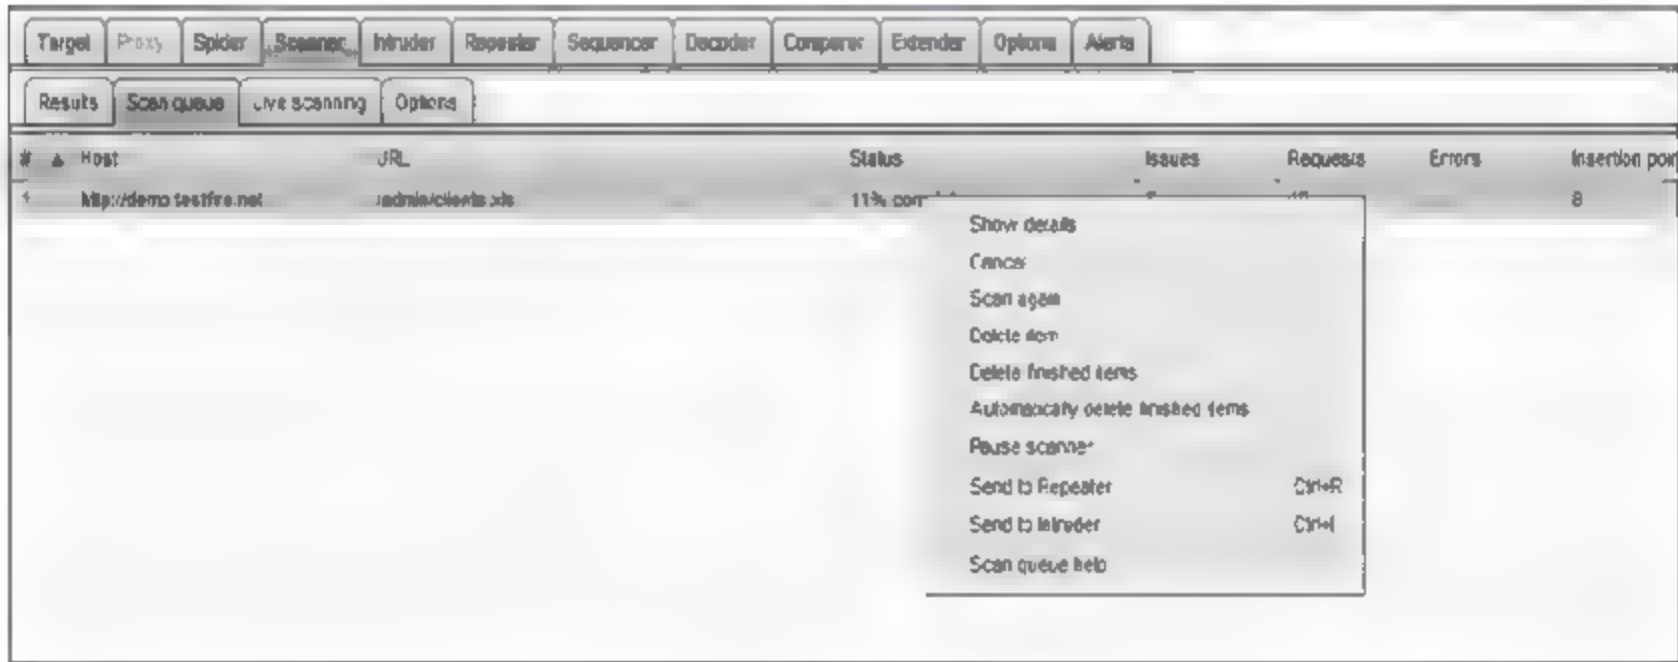 Target Proxy Spider Scanner Intruder Repeater Sequencer Decoder Comparer Extender Options Alerts
Results Scan queue Live scanning Options
# ▲ Host URL Status Issues Requests Errors Insertion poin
1 http://demo.testfire.net /admin/clients.xls 11% 8
Show details
Cancel
Scan again
Delete item
Delete finished items
Automatically delete finished items
Pause scanner
Send to Repeater Ctrl+R
Send to Intruder Ctrl+I
Scan queue help